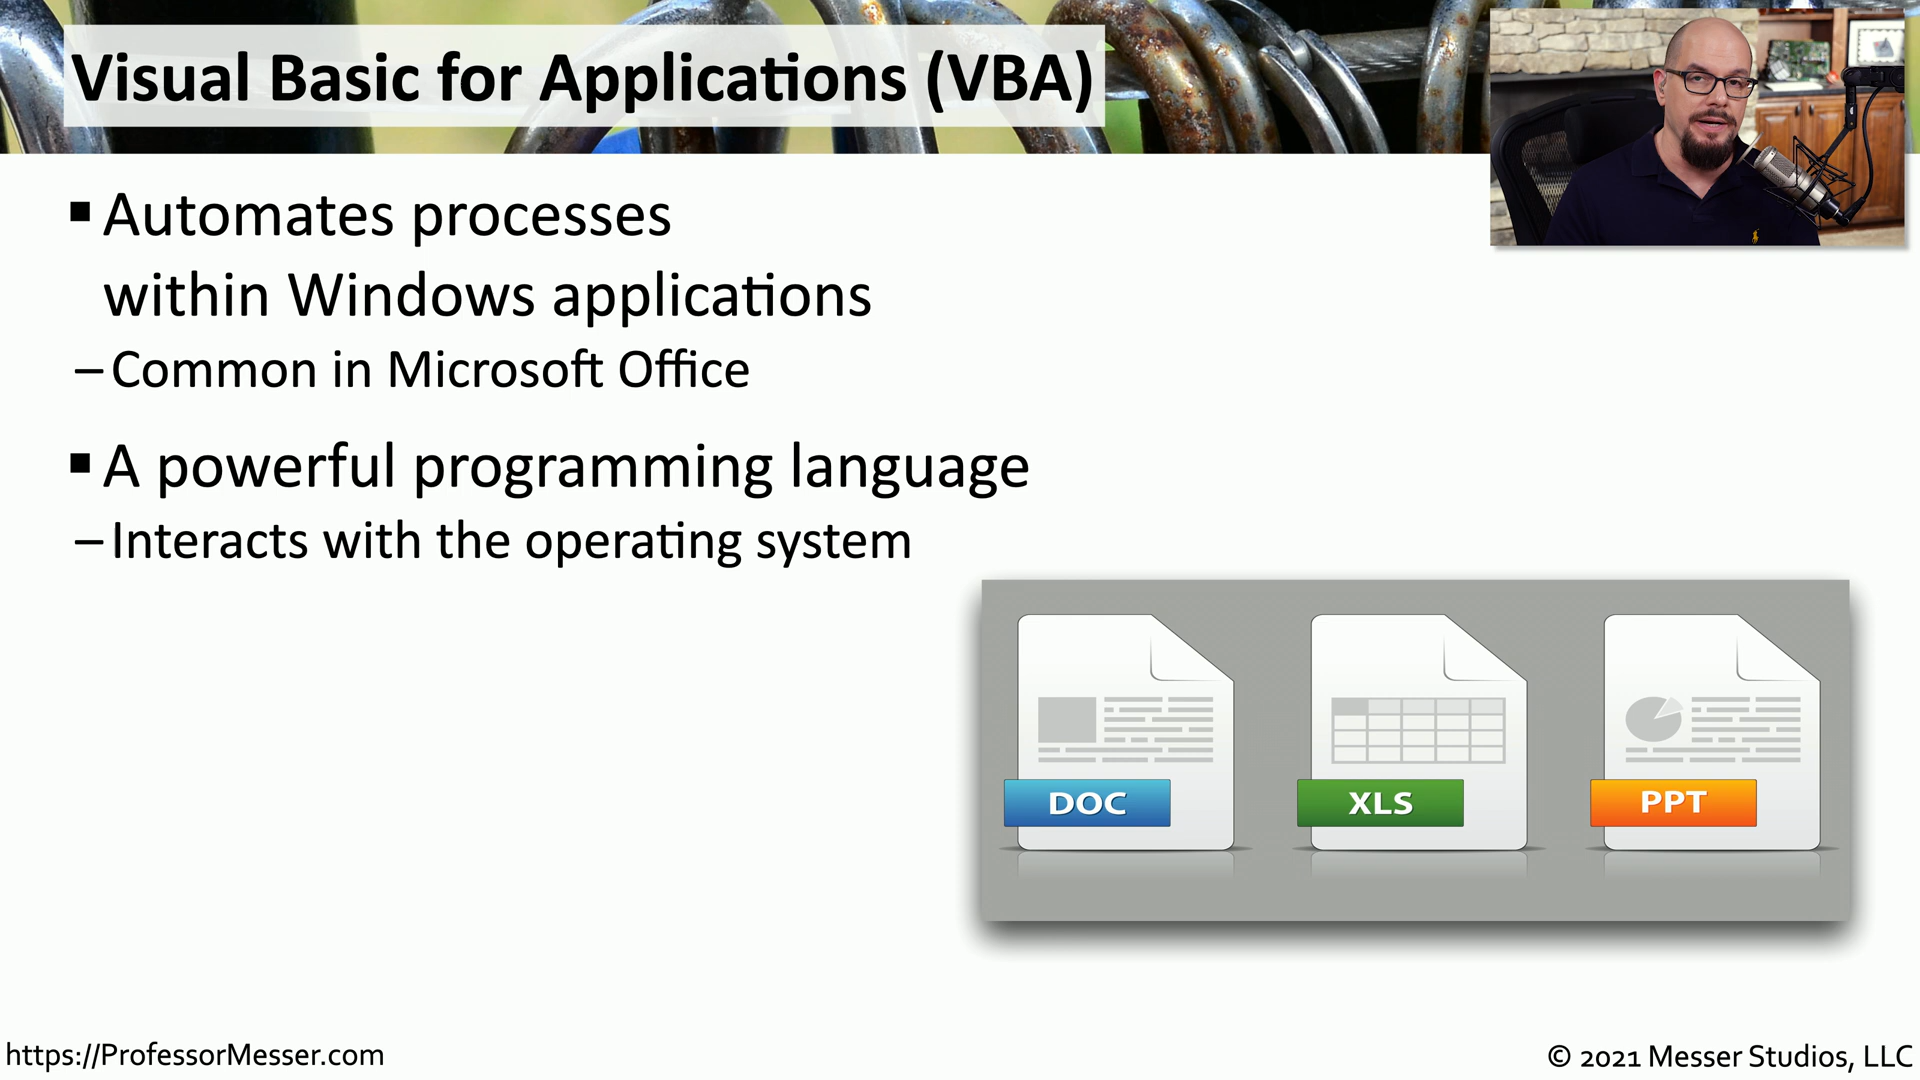 Visual Basic for Applications (VBA)
▪ Automates processes
within Windows applications
– Common in Microsoft Office
▪ A powerful programming language
– Interacts with the operating system
DOC
XLS
PPT
https://ProfessorMesser.com
© 2021 Messer Studios, LLC